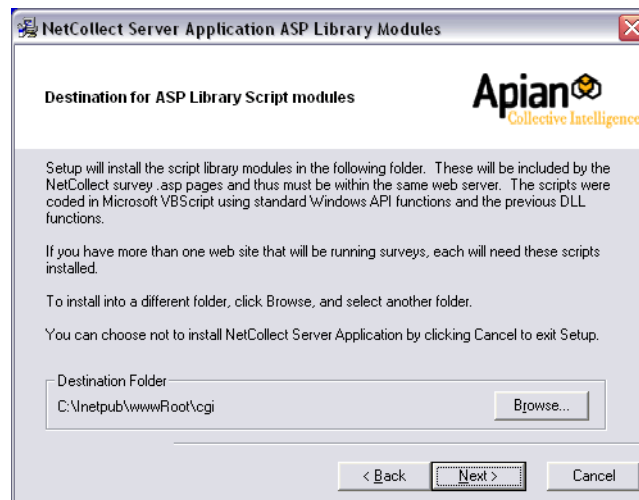 NetCollect Server Application ASP Library Modules
Destination for ASP Library Script modules
Apian
Collective Intelligence
Setup will install the script library modules in the following folder.  These will be included by the
NetCollect survey .asp pages and thus must be within the same web server.  The scripts were
coded in Microsoft VBScript using standard Windows API functions and the previous DLL
functions.
If you have more than one web site that will be running surveys, each will need these scripts
installed.
To install into a different folder, click Browse, and select another folder.
You can choose not to install NetCollect Server Application by clicking Cancel to exit Setup.
Destination Folder
C:\Inetpub\wwwRoot\cgi
Browse...
< Back
Next >
Cancel